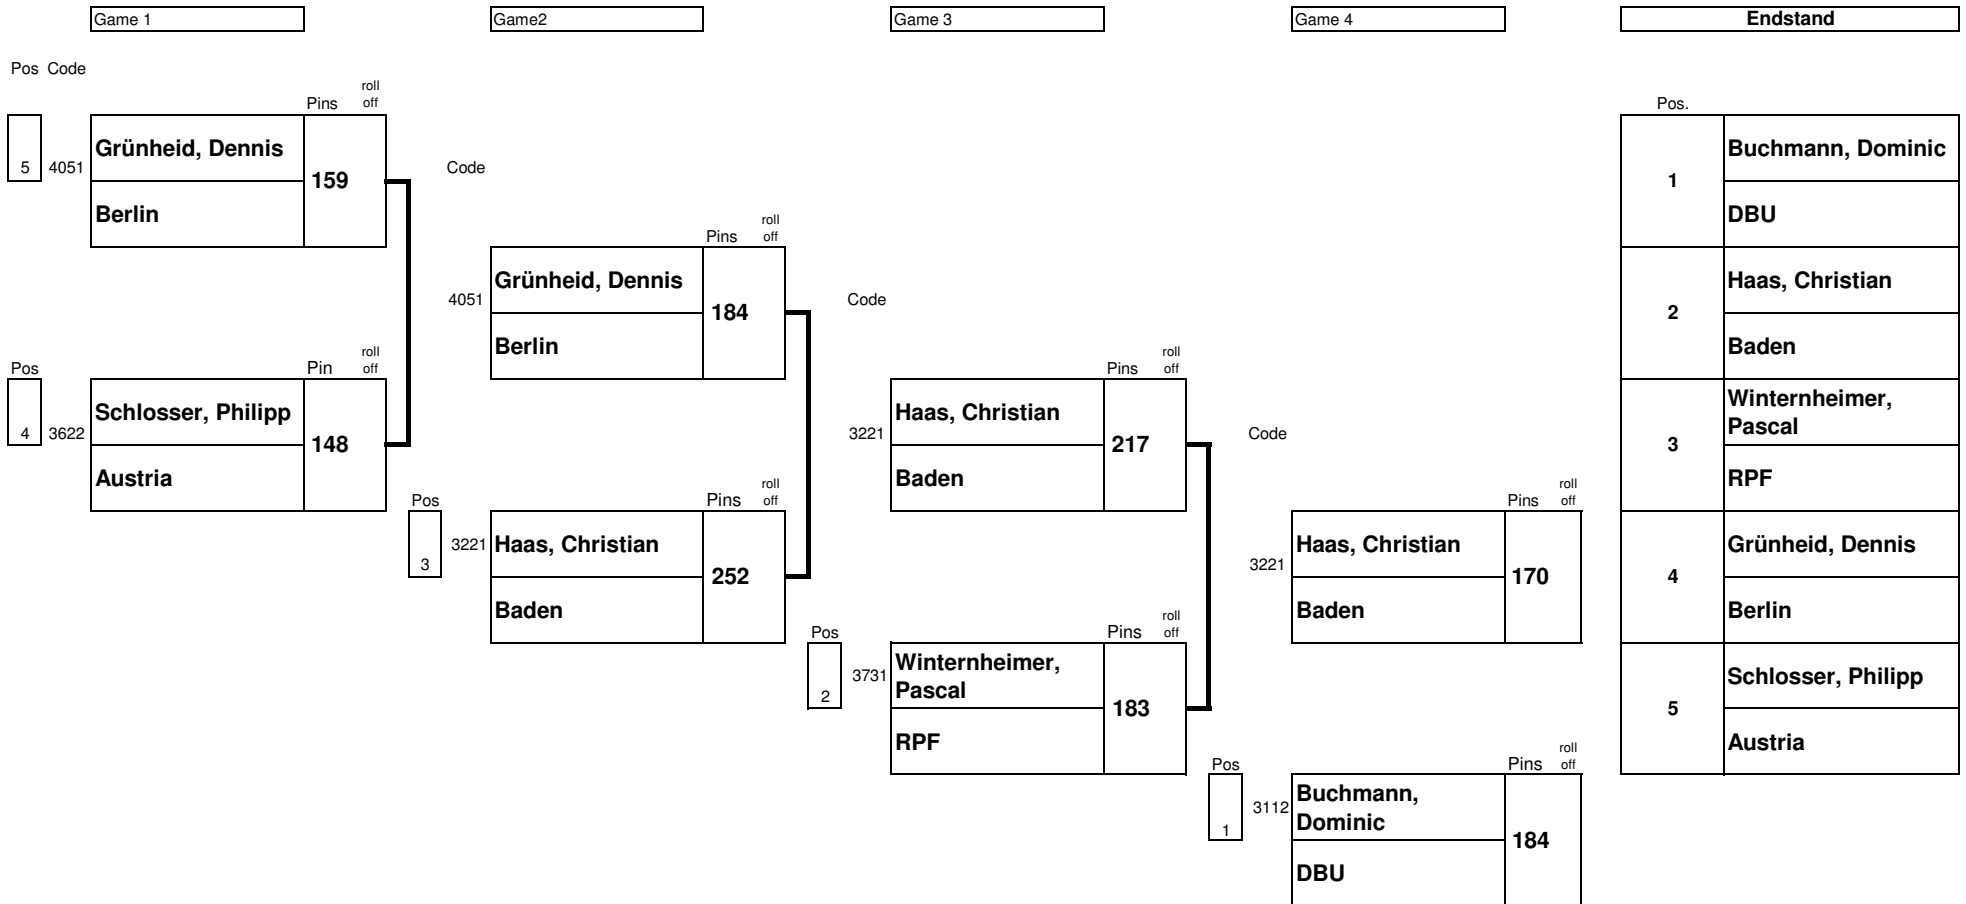 Game 1
Game2
Game 3
Game 4
Endstand
Pos Code
roll
Pins off
Pos.
5 4051
Grünheid, Dennis
159
Berlin
Pos
roll
Pin off
4 3622
Schlosser, Philipp
148
Austria
Code
roll
Pins off
4051
Grünheid, Dennis
184
Berlin
Pos
roll
Pins off
3
3221
Haas, Christian
252
Baden
Code
roll
Pins off
3221
Haas, Christian
217
Baden
Pos
roll
Pins off
2
3731
Winternheimer,
Pascal
183
RPF
Code
roll
Pins off
3221
Haas, Christian
170
Baden
Pos
roll
Pins off
1
3112
Buchmann,
Dominic
184
DBU
1
Buchmann, Dominic
DBU
2
Haas, Christian
Baden
3
Winternheimer,
Pascal
RPF
4
Grünheid, Dennis
Berlin
5
Schlosser, Philipp
Austria